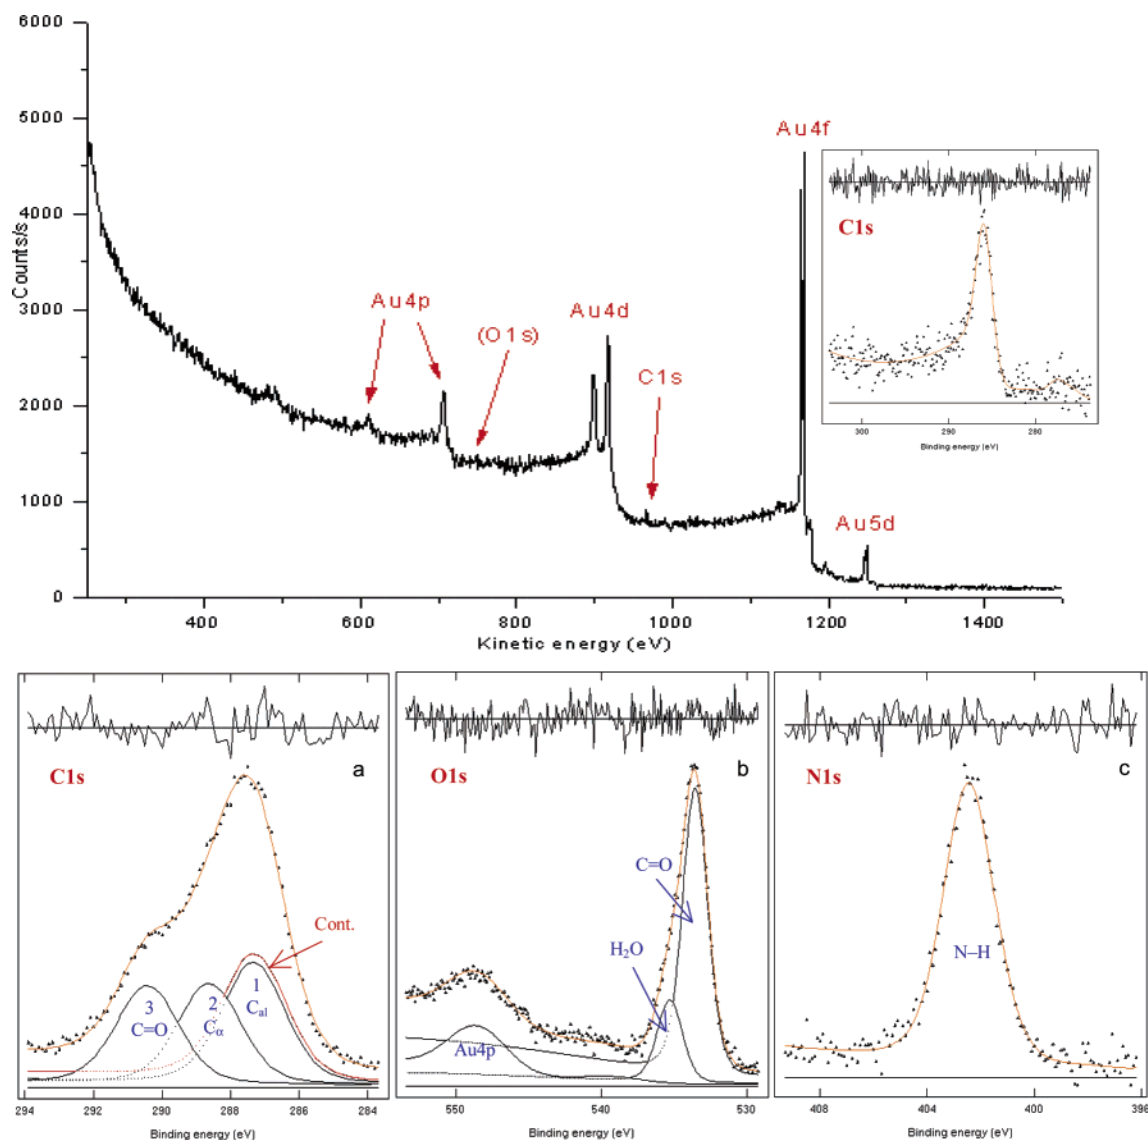 6000
5000
4000
3000
2000
1000
0
Counts/s
400
600
800
1000
1200
1400
Kinetic energy (eV)
Au4p
(O1s)
Au4d
C1s
Au4f
Au5d
C1s
300
290
280
Binding energy (eV)
C1s
a
Cont.
3
C=O
2
Cα
1
Cal
294
292
290
288
286
284
Binding energy (eV)
O1s
b
C=O
H2O
Au4p
550
540
530
Binding energy (eV)
N1s
c
N–H
408
404
400
396
Binding energy (eV)